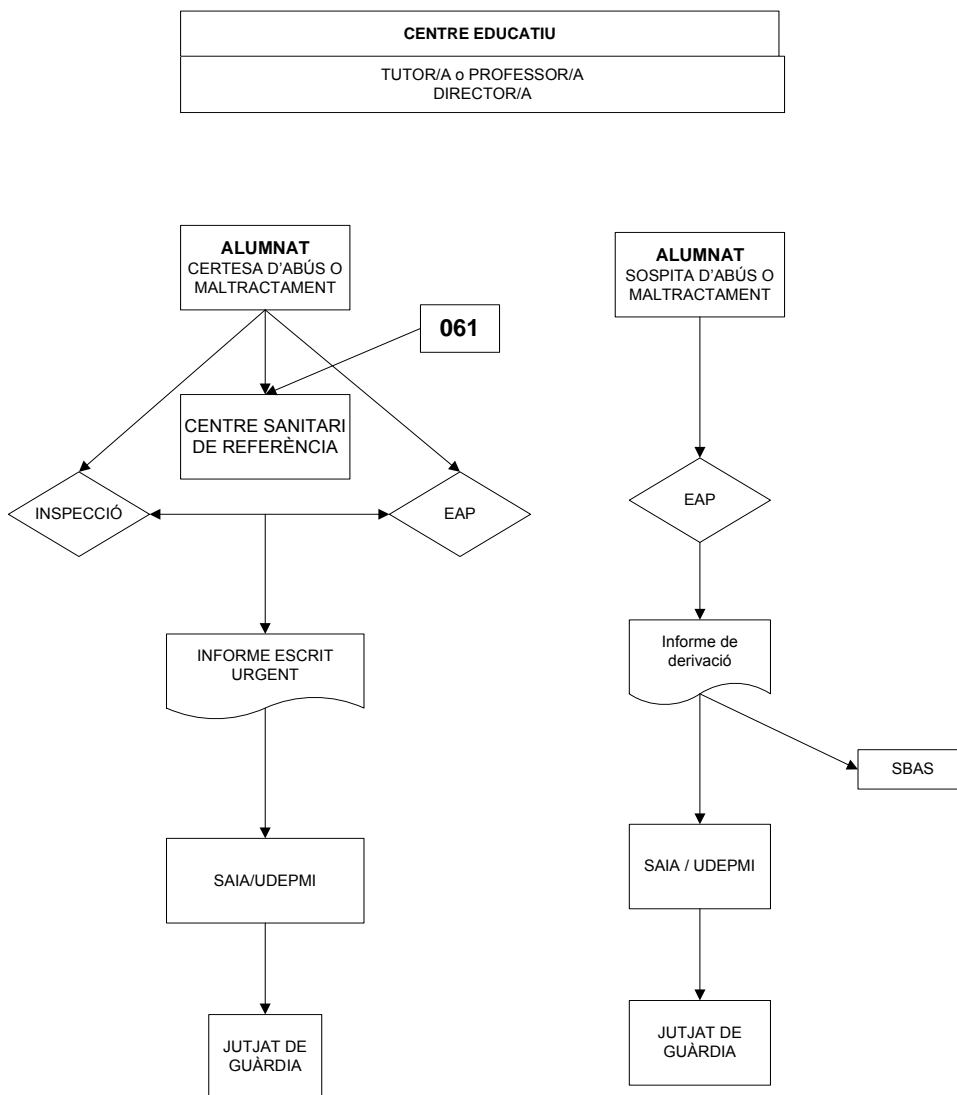 CENTRE EDUCATIU
TUTOR/A o PROFESSOR/A
DIRECTOR/A
ALUMNAT
CERTESA D'ABÚS O
MALTRACTAMENT
061
CENTRE SANITARI
DE REFERÈNCIA
INSPECCIÓ
EAP
INFORME ESCRIT
URGENT
SAIA/UDEPMI
JUTJAT DE
GUÀRDIA
ALUMNAT
SOSPITA D'ABÚS O
MALTRACTAMENT
EAP
Informe de
derivació
SBAS
SAIA / UDEPMI
JUTJAT DE
GUÀRDIA